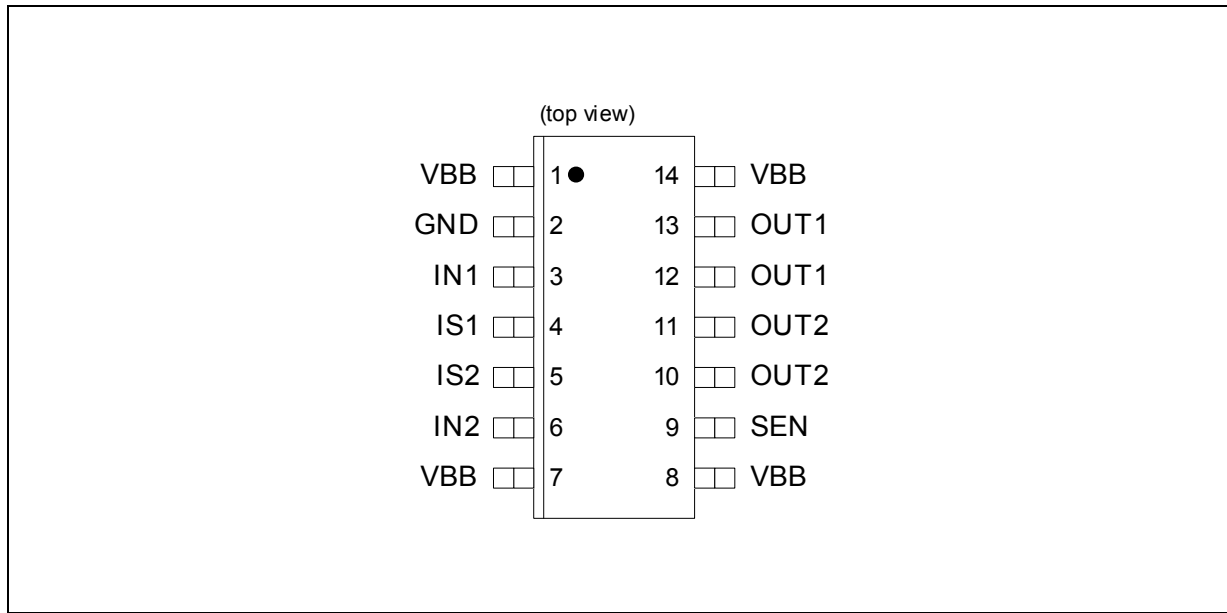 (top view)
VBB 1 14 VBB
GND 2 13 OUT1
IN1 3 12 OUT1
IS1 4 11 OUT2
IS2 5 10 OUT2
IN2 6 9 SEN
VBB 7 8 VBB